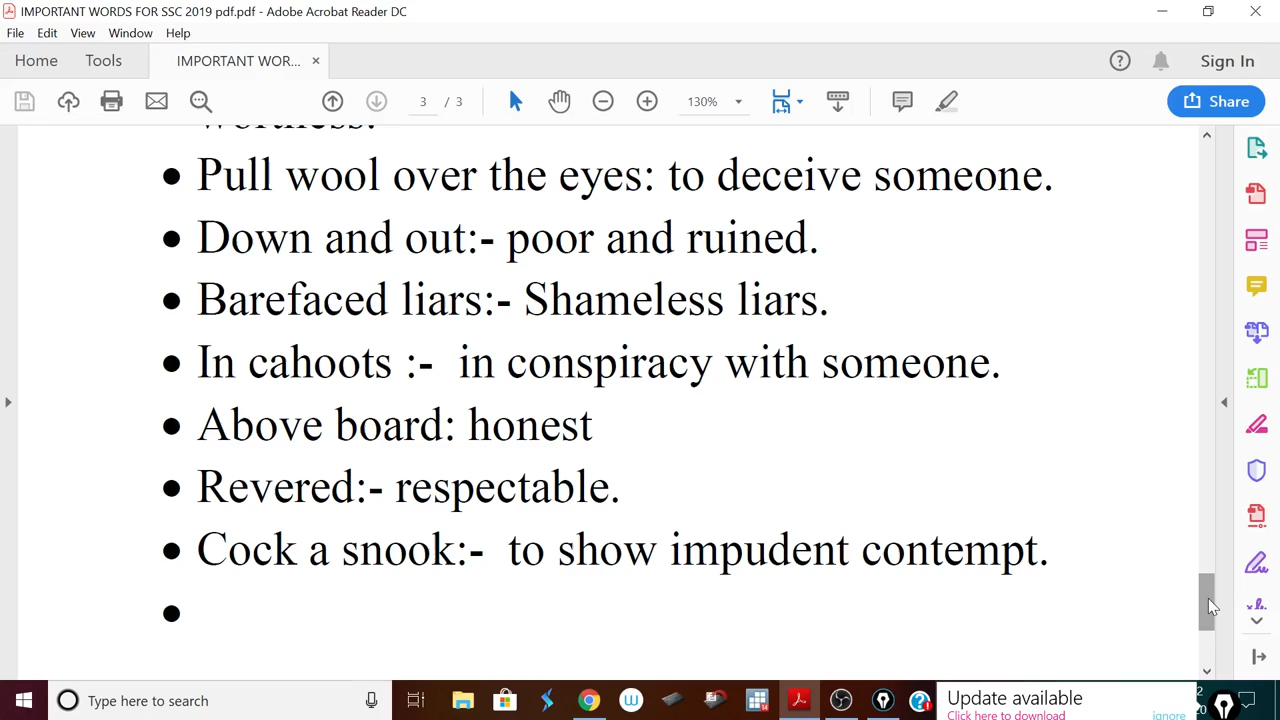 IMPORTANT WORDS FOR SSC 2019 pdf.pdf - Adobe Acrobat Reader DC
File Edit View Window Help
Home Tools IMPORTANT WOR... × Sign In
3 / 3 130% Share
• Pull wool over the eyes: to deceive someone.
• Down and out:- poor and ruined.
• Barefaced liars:- Shameless liars.
• In cahoots :- in conspiracy with someone.
• Above board: honest
• Revered:- respectable.
• Cock a snook:- to show impudent contempt.
•
Type here to search
Update available
Click here to download ignore